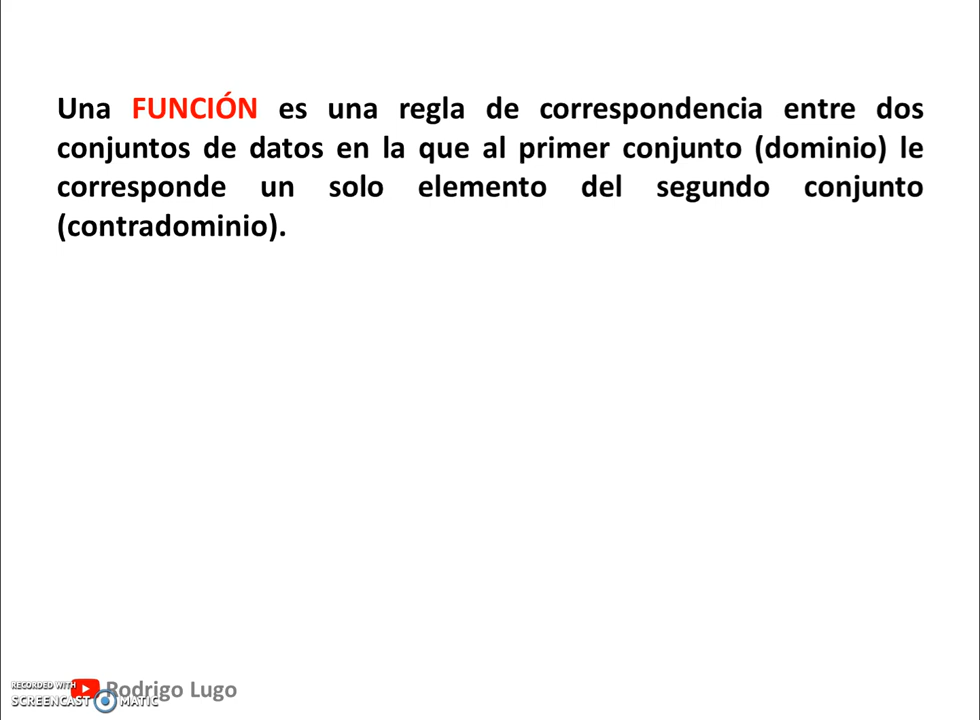 Una FUNCIÓN es una regla de correspondencia entre dos
conjuntos de datos en la que al primer conjunto (dominio) le
corresponde un solo elemento del segundo conjunto
(contradominio).
RECORDED WITH
SCREENCAST MATIC
Rodrigo Lugo